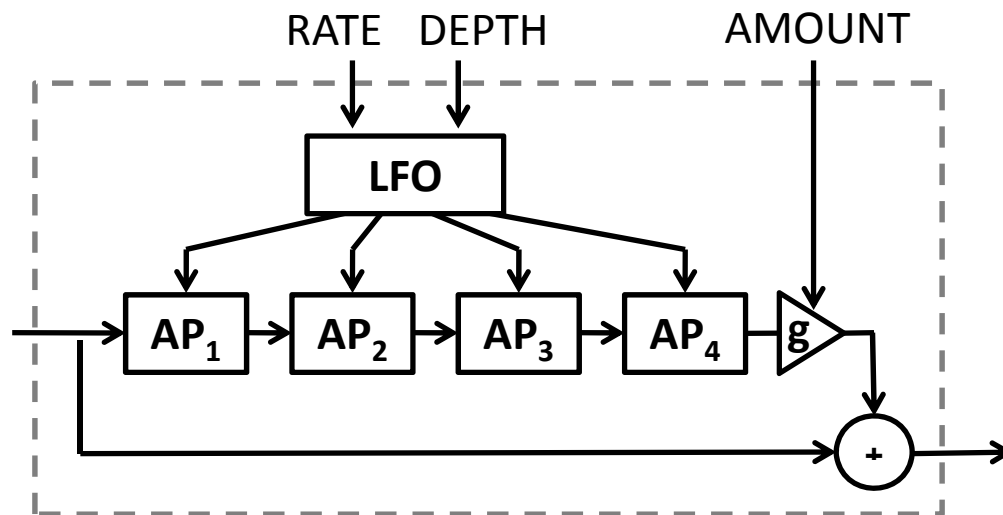 RATE DEPTH AMOUNT
LFO
AP₁ AP₂ AP₃ AP₄ g
+